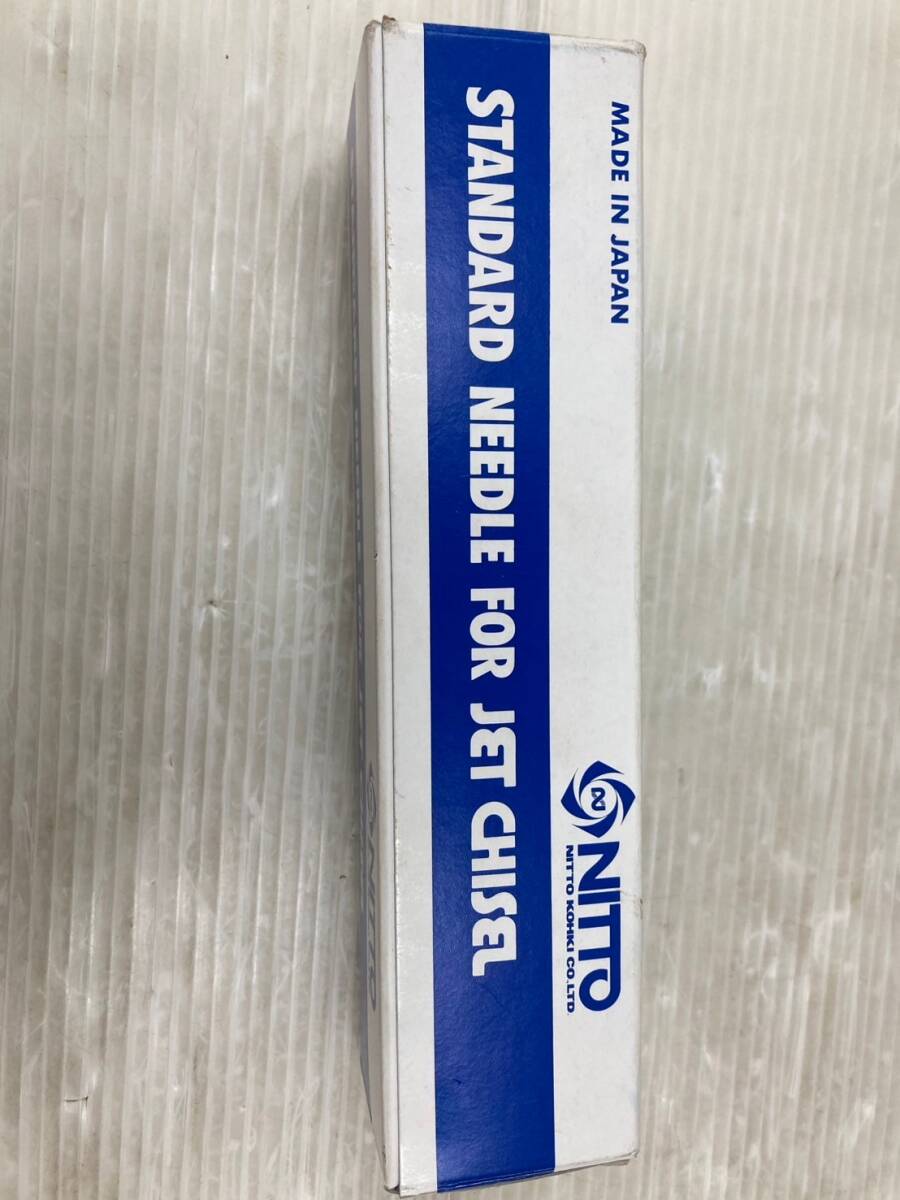 MADE IN JAPAN
STANDARD NEEDLE FOR JET CHISEL
NITTO
NITTO KOHKI CO.,LTD.